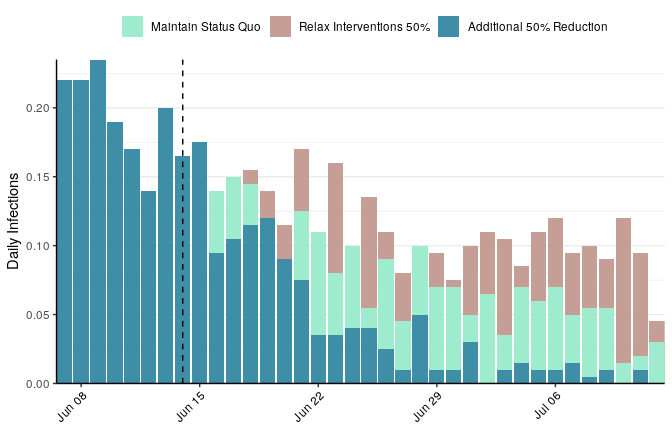 Maintain Status Quo Relax Interventions 50% Additional 50% Reduction
Daily Infections
0.20
0.15
0.10
0.05
0.00
Jun 08 Jun 15 Jun 22 Jun 29 Jul 06